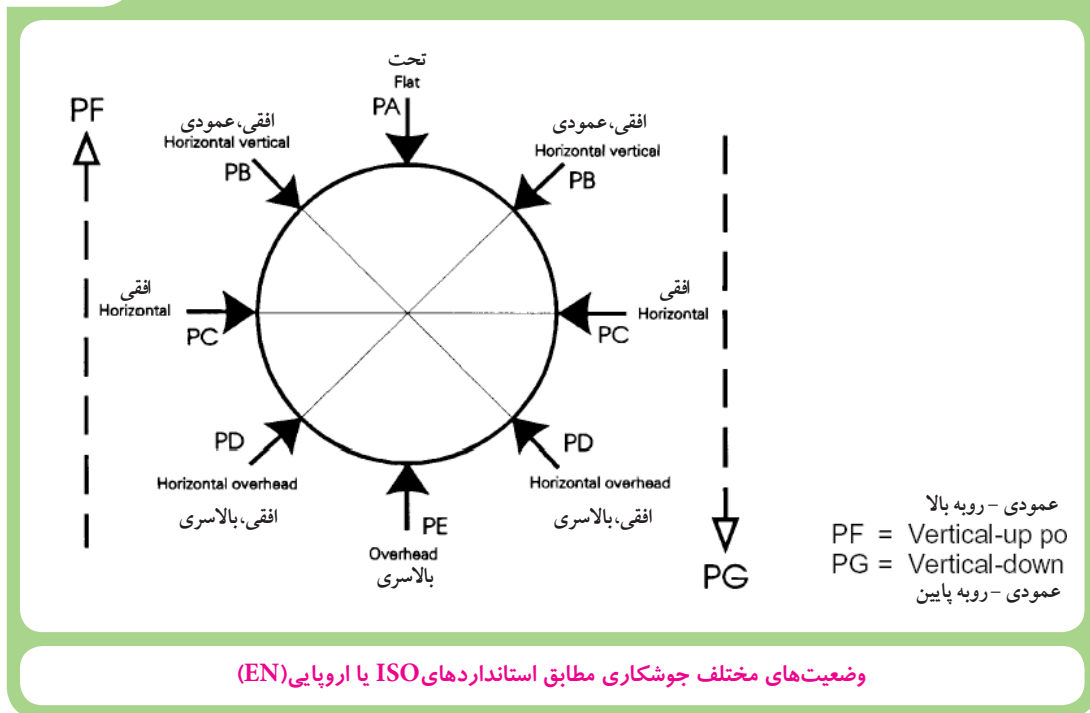 تحت
Flat
PA
PF
افقی،عمودی
Horizontal vertical
PB
افقی،عمودی
Horizontal vertical
PB
افقی
Horizontal
PC
افقی
Horizontal
PC
PD
Horizontal overhead
افقی،بالاسری
PD
Horizontal overhead
افقی،بالاسری
PE
Overhead
بالاسری
PG
عمودی - روبه بالا
PF = Vertical-up po
PG = Vertical-down
عمودی - روبه پایین
وضعیت‌های مختلف جوشکاری مطابق استانداردهای ISO یا اروپایی(EN)